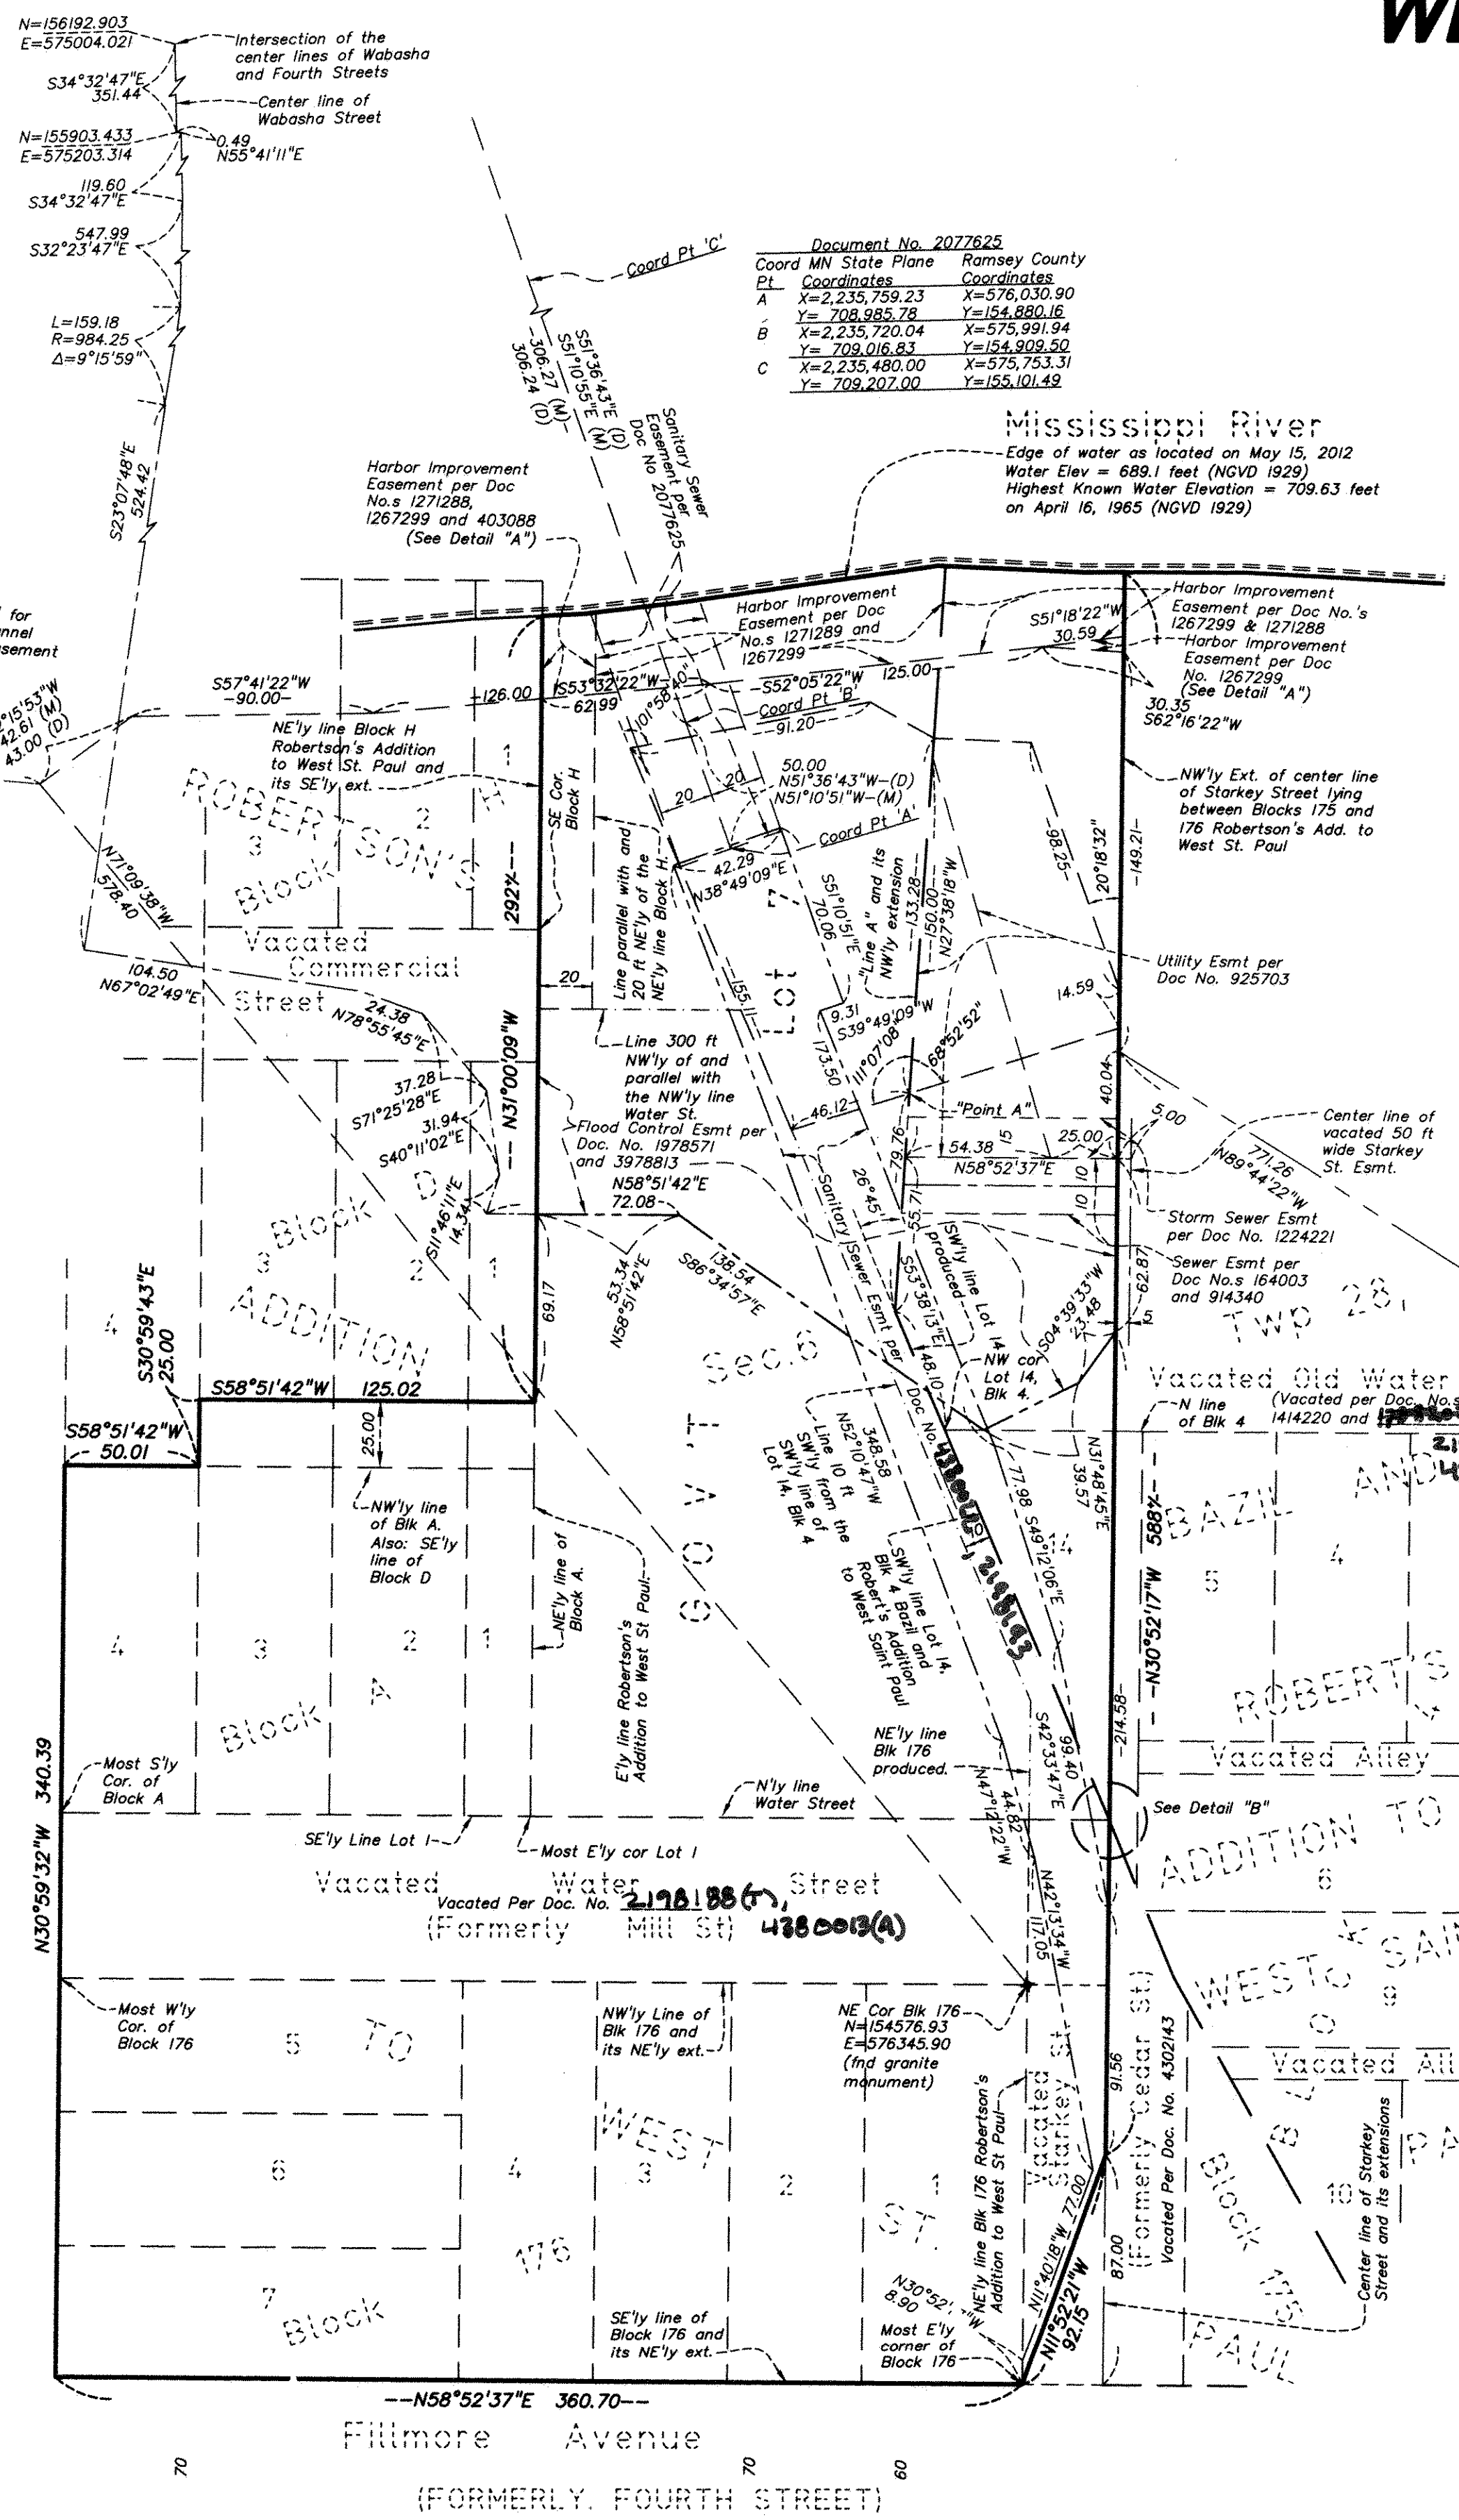 WE
N=156192.903
E=575004.021
Intersection of the
center lines of Wabasha
and Fourth Streets
S34°32'47"E
351.44
Center line of
Wabasha Street
N=155903.433
E=575203.314
0.49
N55°41'11"E
119.60
S34°32'47"E
547.99
S32°23'47"E
L=159.18
R=984.25
Δ=9°15'59"
S23°07'48"E
524.42
Coord Pt 'C'
Document No. 2077625
Coord MN State Plane Ramsey County
Pt Coordinates Coordinates
A X=2,235,759.23 X=576,030.90
Y= 708,985.78 Y=154,880.16
B X=2,235,720.04 X=575,991.94
Y= 709,016.83 Y=154,909.50
C X=2,235,480.00 X=575,753.31
Y= 709,207.00 Y=155,101.49
S51°36'43"E (D)
S51°10'55"E (M)
306.27 (M)
306.24 (D)
Sanitary Sewer
Easement per
Doc No 2077625
Mississippi River
Edge of water as located on May 15, 2012
Water Elev = 689.1 feet (NGVD 1929)
Highest Known Water Elevation = 709.63 feet
on April 16, 1965 (NGVD 1929)
Harbor Improvement
Easement per Doc
No.s 1271288,
1267299 and 403088
(See Detail "A")
Harbor Improvement
Easement per Doc
No.s 1271289 and
1267299
S51°18'22"W
30.59
Harbor Improvement
Easement per Doc No.'s
1267299 & 1271288
Harbor Improvement
Easement per Doc
No. 1267299
(See Detail "A")
30.35
S62°16'22"W
for
nnel
sement
°15'53"W
42.61 (M)
43.00 (D)
S57°41'22"W
90.00
126.00
S53°32'22"W
62.99
S52°05'22"W
125.00
101°58'40"
Coord Pt 'B'
91.20
NE'ly line Block H
Robertson's Addition
to West St. Paul and
its SE'ly ext.
ROBERTSON'S
1
2
3
H
Block
SE Cor.
Block H
20
20
50.00
N51°36'43"W-(D)
N51°10'51"W-(M)
Coord Pt 'A'
42.29
N38°49'09"E
NW'ly Ext. of center line
of Starkey Street lying
between Blocks 175 and
176 Robertson's Add. to
West St. Paul
98.25
20°18'32"
149.21
292±
Line parallel with and
20 ft NE'ly of the
NE'ly line Block H.
N71°09'38"W
578.40
Vacated
Commercial
Street
104.50
N67°02'49"E
24.38
N78°55'45"E
20
155.11
Lot 7
S51°10'51"E
70.06
"Line A" and its
NW'ly extension
133.28
150.00
N27°38'18"W
Utility Esmt per
Doc No. 925703
14.59
9.31
S39°49'09"W
173.50
111°07'08"
68°52'52"
N31°00'09"W
Line 300 ft
NW'ly of and
parallel with
the NW'ly line
Water St.
37.28
S71°25'28"E
31.94
S40°11'02"E
S11°46'11"E
14.34
Flood Control Esmt per
Doc. No. 1978571
and 3978813
N58°51'42"E
72.08
46.12
"Point A"
40.04
5.00
Center line of
vacated 50 ft
wide Starkey
St. Esmt.
79.76
54.38
15
25.00
N58°52'37"E
10
10
771.26
N89°44'22"W
Storm Sewer Esmt
per Doc No. 1224221
Sewer Esmt per
Doc No.s 164003
and 914340
26°45'
55.71
SW'ly line Lot 14
produced
Block D
4
3
2
1
ADDITION
S30°59'43"E
25.00
69.17
53.34
N58°51'42"E
138.54
S86°34'57"E
Sanitary Sewer Esmt per
Doc No. 4380012, 2198193
S53°38'13"E
48.10
S04°39'33"W
23.48
62.87
5
Twp 28,
Sec.6
NW cor
Lot 14,
Blk 4.
Vacated Old Water
(Vacated per Doc. No.s
1414220 and
N line
of Blk 4
S58°51'42"W 125.02
S58°51'42"W
50.01
25.00
NW'ly line
of Blk A.
Also: SE'ly
line of
Block D
NE'ly line of
Block A.
E'ly line Robertson's
Addition to West St Paul
GOV'T
LO
348.58
N52°10'47"W
Line 10 ft
SW'ly from the
SW'ly line of
Lot 14, Blk 4
SW'ly line Lot 14,
Blk 4 Bazil and
Robert's Addition
to West Saint Paul
77.98 S49°12'06"E
N31°48'45"E
39.57
14
N30°52'17"W 588±
BAZIL AND
5
4
ROBERT'S
4
3
2
1
Block A
N30°59'32"W 340.39
Most S'ly
Cor. of
Block A
SE'ly Line Lot 1
Most E'ly cor Lot 1
N'ly line
Water Street
NE'ly line
Blk 176
produced.
S42°33'47"E
99.40
44.82
N47°12'22"W
214.58
Vacated Alley
4
See Detail "B"
ADDITION TO
6
Vacated Water Street
Vacated Per Doc. No. 2198188(T),
(Formerly Mill St) 4380013(A)
N42°13'34"W
117.05
WEST SAI
9
Most W'ly
Cor. of
Block 176
5
TO
NW'ly Line of
Blk 176 and
its NE'ly ext.
NE Cor Blk 176
N=154576.93
E=576345.90
(fnd granite
monument)
Vacated
Starkey St
(Formerly Cedar St.)
Vacated Per Doc. No. 4302143
91.56
Vacated All
NE'ly line Blk 176 Robertson's
Addition to West St Paul
WEST
6
4
3
2
1
ST.
176
7
Block
10
Center line of Starkey
Street and its extensions
Block 175
PAUL
N11°40'18"W 77.00
N11°52'21"W
92.15
87.00
8.90
SE'ly line of
Block 176 and
its NE'ly ext.
Most E'ly
corner of
Block 176
N58°52'37"E 360.70
Fillmore Avenue
70
70
60
(FORMERLY. FOURTH STREET)